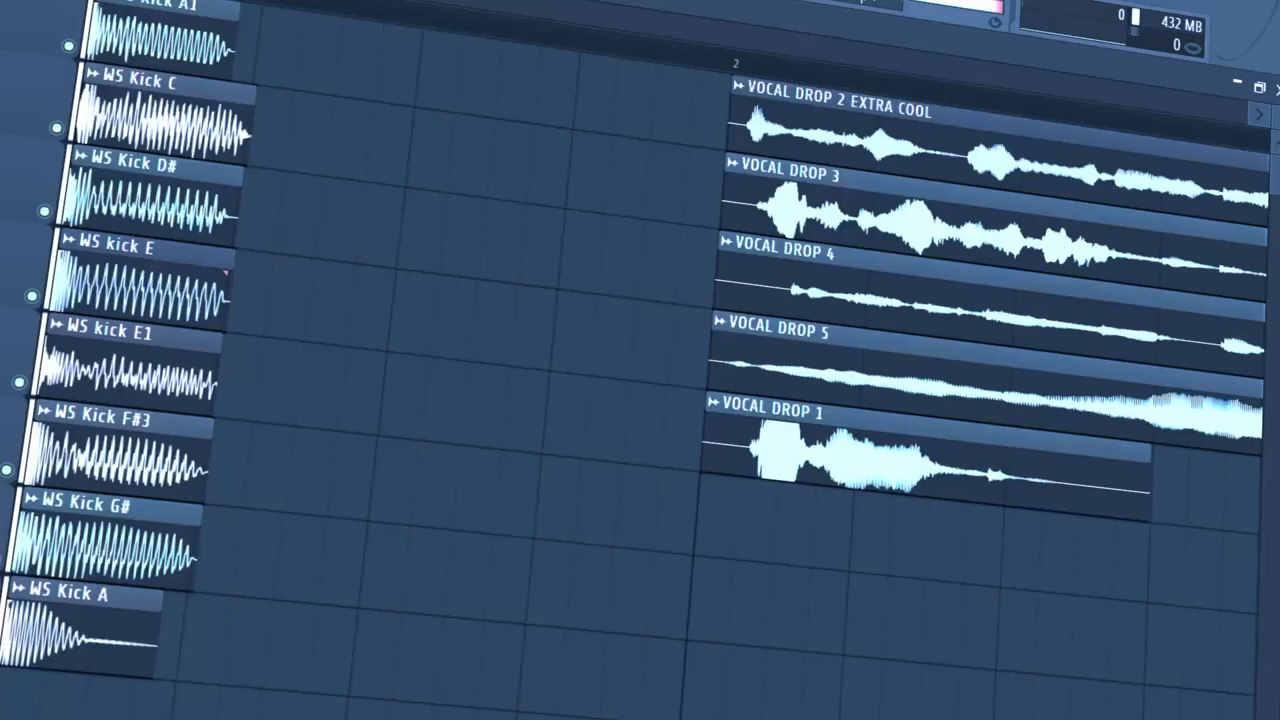 Kick A1
WS Kick C
WS Kick D#
WS kick E
WS kick E1
WS Kick F#3
WS Kick G#
WS Kick A
0
432 MB
0
2
VOCAL DROP 2 EXTRA COOL
VOCAL DROP 3
VOCAL DROP 4
VOCAL DROP 5
VOCAL DROP 1